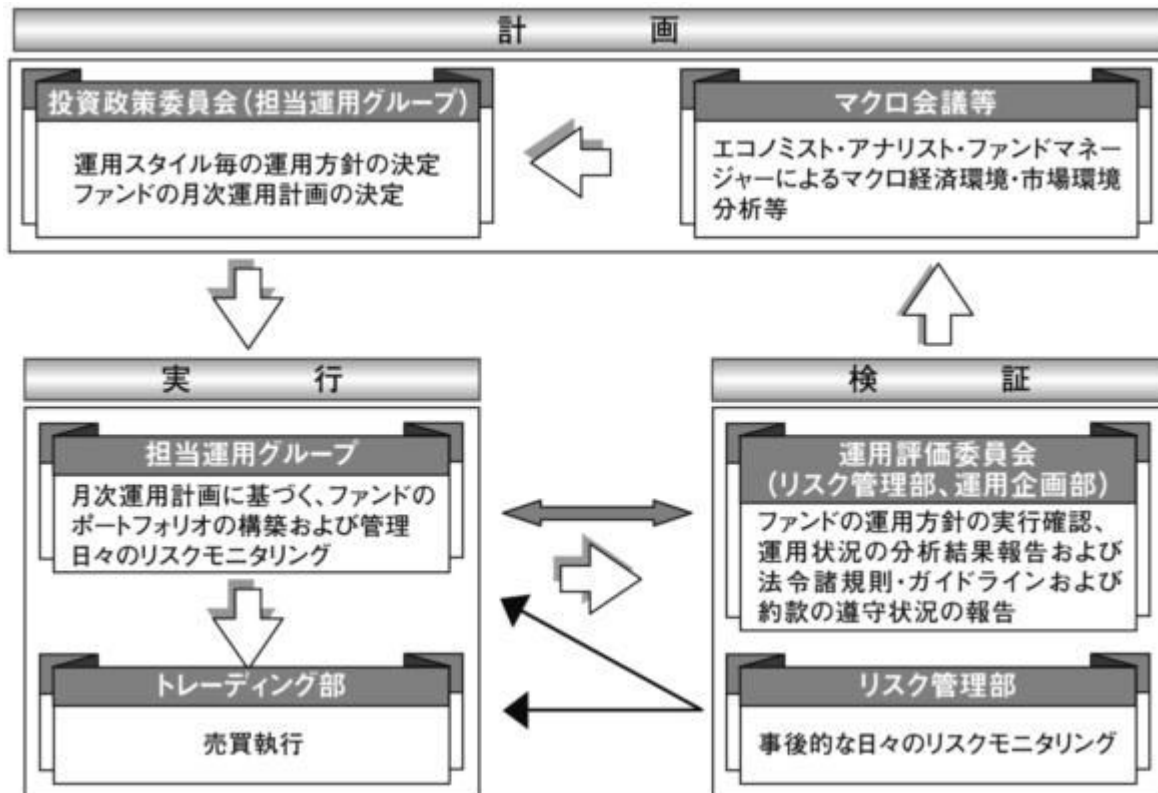 計画
投資政策委員会(担当運用グループ)
運用スタイル毎の運用方針の決定
ファンドの月次運用計画の決定
マクロ会議等
エコノミスト・アナリスト・ファンドマネー
ジャーによるマクロ経済環境・市場環境
分析等
実行
担当運用グループ
月次運用計画に基づく、ファンドの
ポートフォリオの構築および管理
日々のリスクモニタリング
トレーディング部
売買執行
検証
運用評価委員会
(リスク管理部、運用企画部)
ファンドの運用方針の実行確認、
運用状況の分析結果報告および
法令諸規則・ガイドラインおよび
約款の遵守状況の報告
リスク管理部
事後的な日々のリスクモニタリング